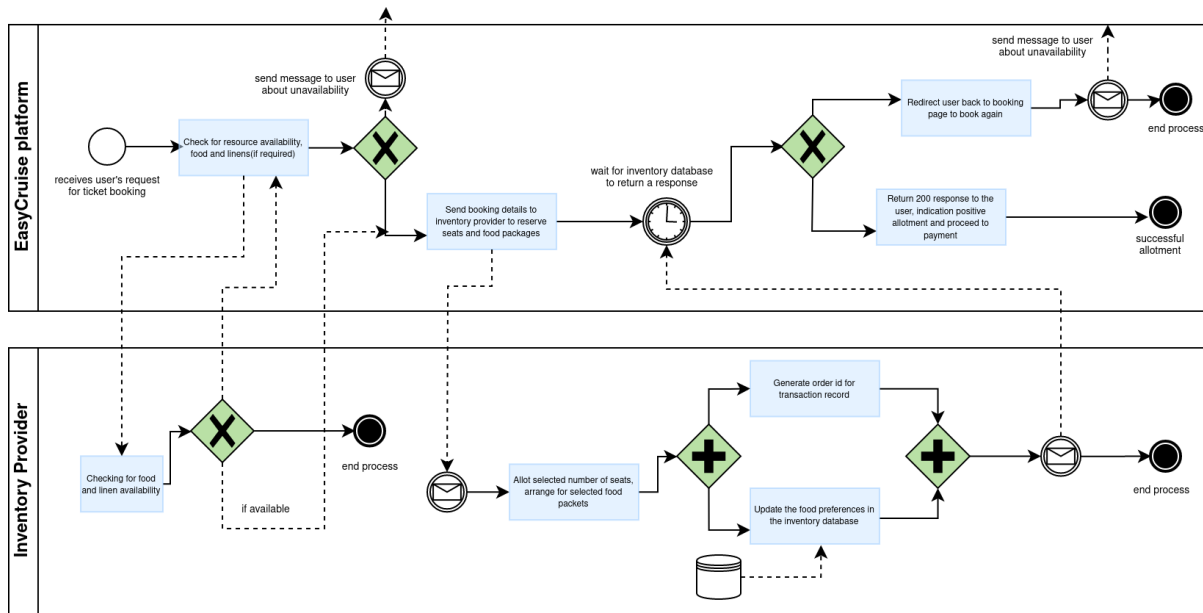 EasyCruise platform
send message to user
about unavailability
send message to user
about unavailability
receives user's request
for ticket booking
Check for resource availability,
food and linens(if required)
Send booking details to
inventory provider to reserve
seats and food packages
wait for inventory database
to return a response
Redirect user back to booking
page to book again
end process
Return 200 response to the
user, indication positive
allotment and proceed to
payment
successful
allotment
Inventory Provider
Checking for food
and linen availability
end process
if available
Allot selected number of seats,
arrange for selected food
packets
Generate order id for
transaction record
Update the food preferences in
the inventory database
end process